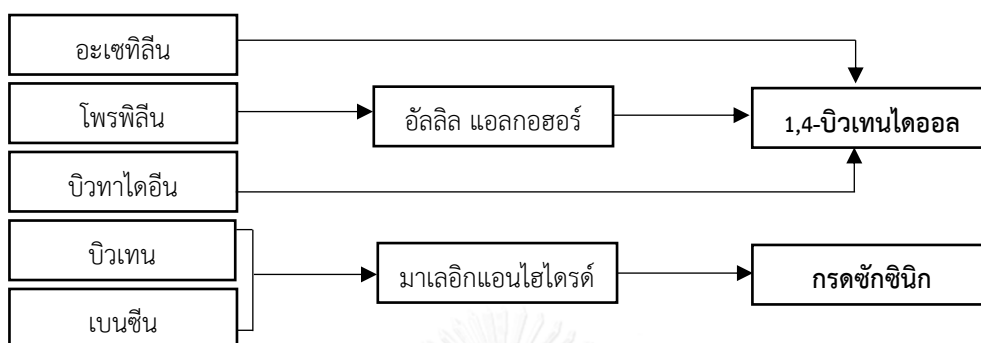 อะเซทิลีน
โพรพิลีน
อัลลิล แอลกอฮอร์
1,4-บิวเทนไดออล
บิวทาไดอีน
บิวเทน
มาเลอิกแอนไฮไดรด์
กรดซักซินิก
เบนซีน